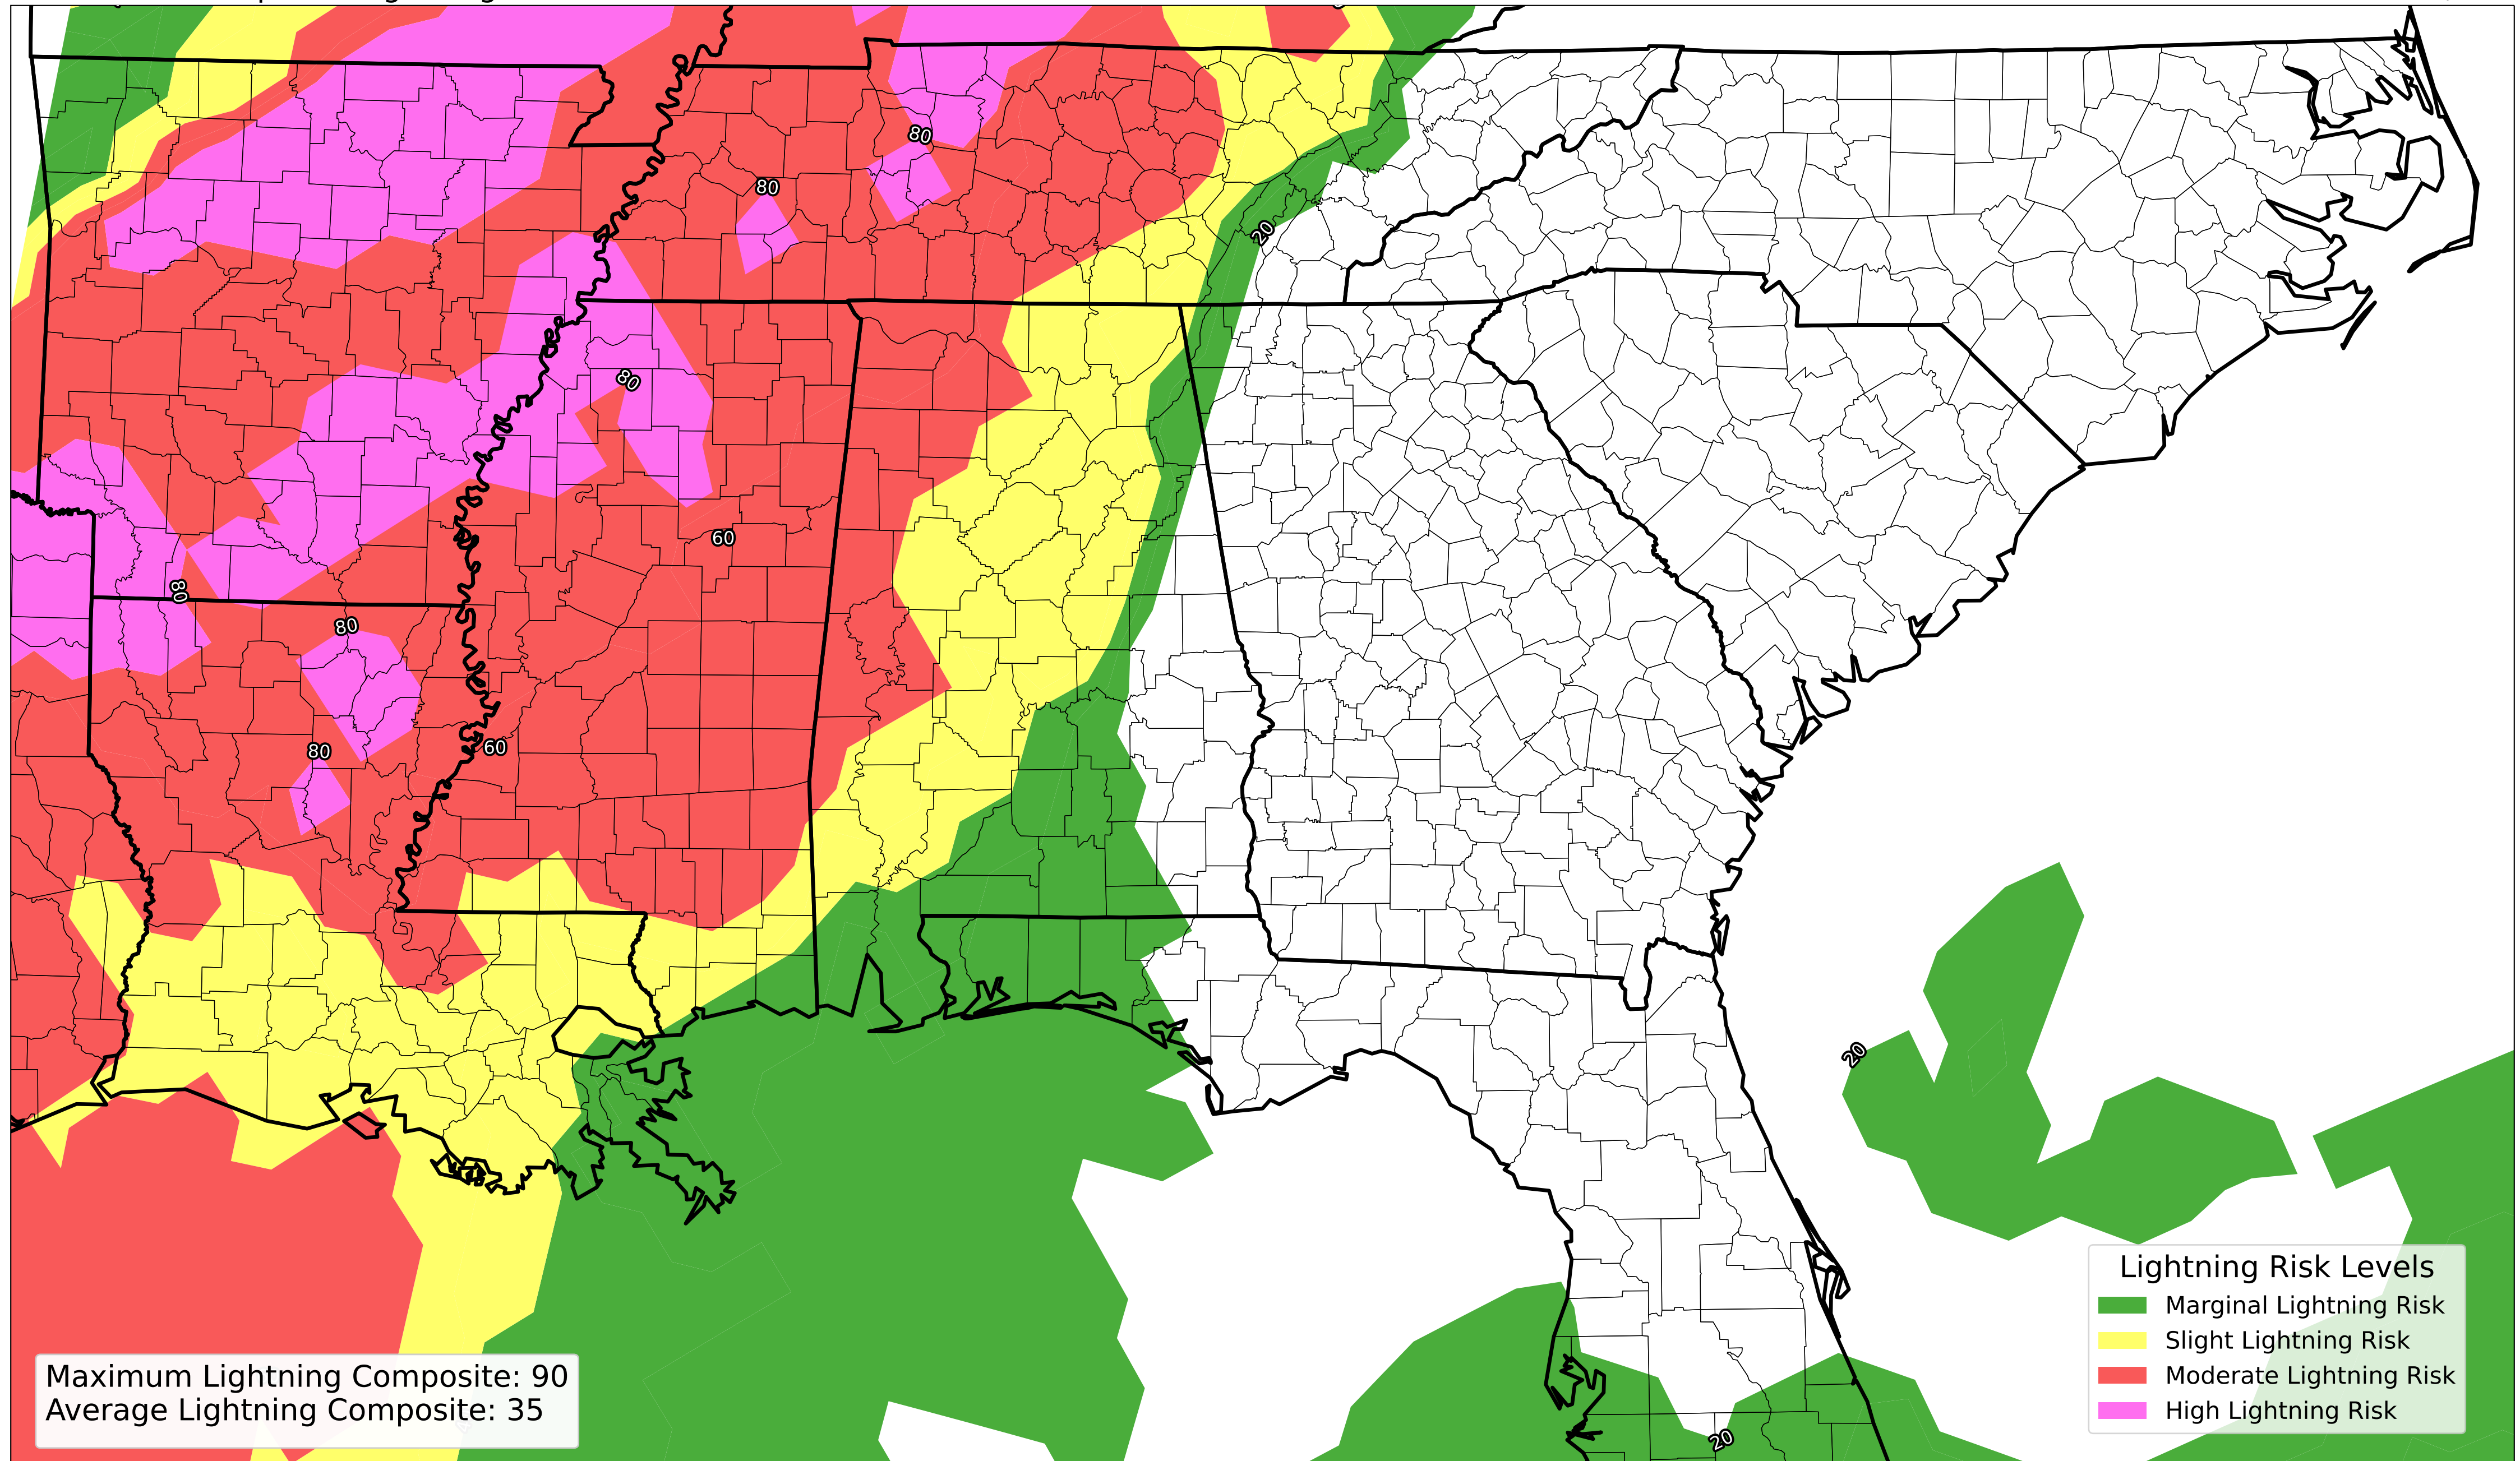 80
80
20
80
60
80
80
80
60
20
20
Lightning Risk Levels
Marginal Lightning Risk
Slight Lightning Risk
Moderate Lightning Risk
High Lightning Risk
Maximum Lightning Composite: 90
Average Lightning Composite: 35